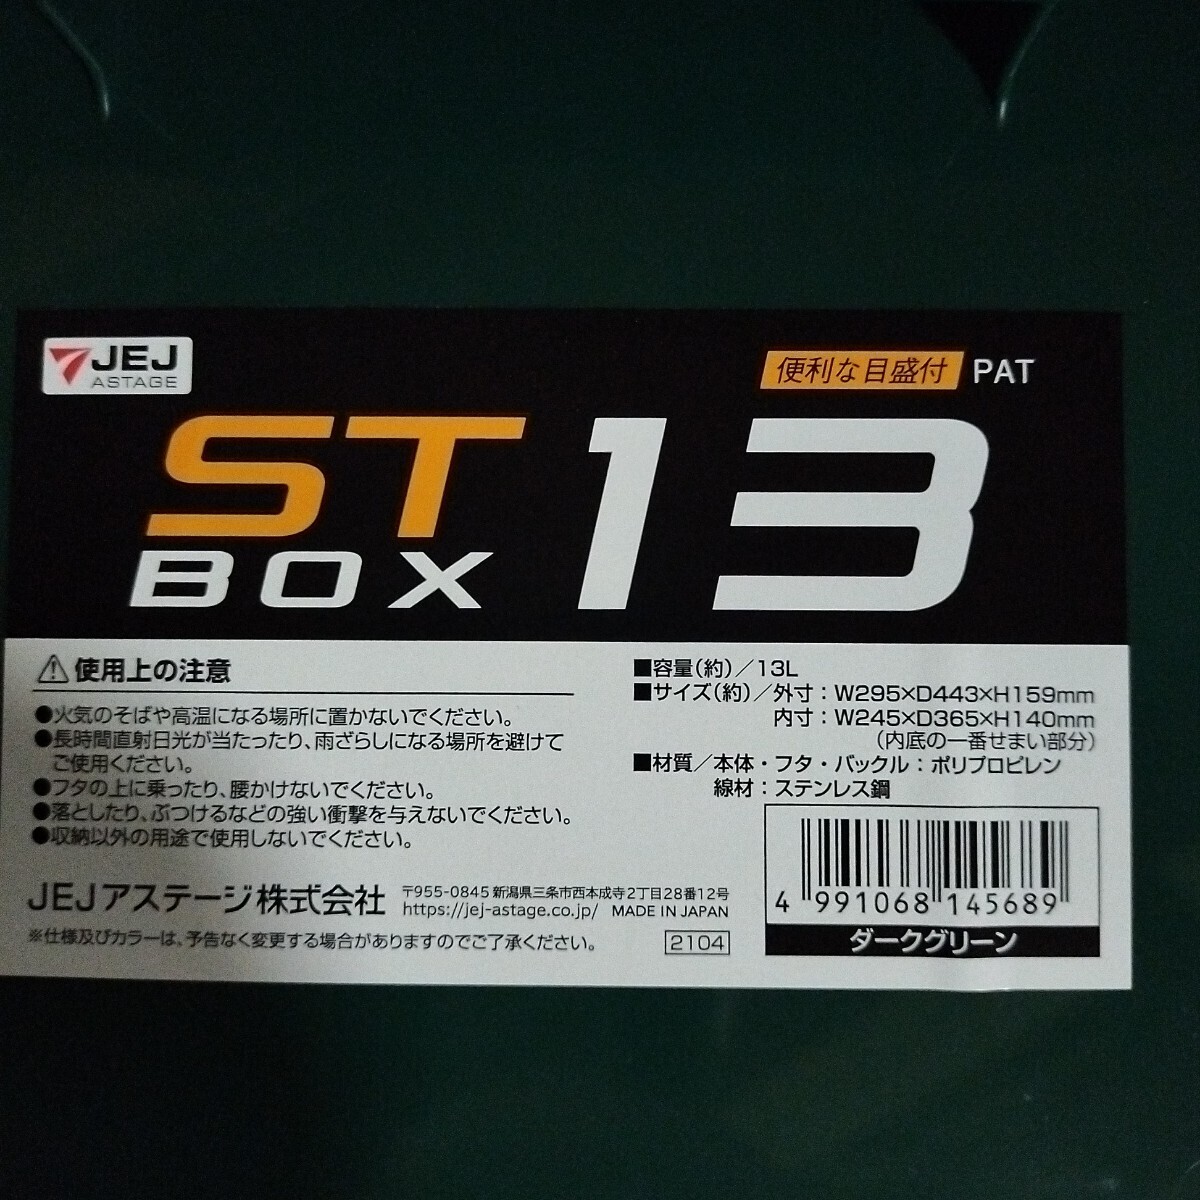 JEJ
ASTAGE
便利な目盛付 PAT
ST
BOX
13
⚠使用上の注意
●火気のそばや高温になる場所に置かないでください。
●長時間直射日光が当たったり、雨ざらしになる場所を避けて
ご使用ください。
●フタの上に乗ったり、腰かけないでください。
●落としたり、ぶつけるなどの強い衝撃を与えないでください。
●収納以外の用途で使用しないでください。
■容量(約)／13L
■サイズ(約)／外寸：W295×D443×H159mm
内寸：W245×D365×H140mm
(内底の一番せまい部分)
■材質／本体・フタ・バックル：ポリプロピレン
線材：ステンレス鋼
JEJアステージ株式会社
〒955-0845 新潟県三条市西本成寺2丁目28番12号
https://jej-astage.co.jp/ MADE IN JAPAN
※仕様及びカラーは、予告なく変更する場合がありますのでご了承ください。
2104
4 991068 145689
ダークグリーン